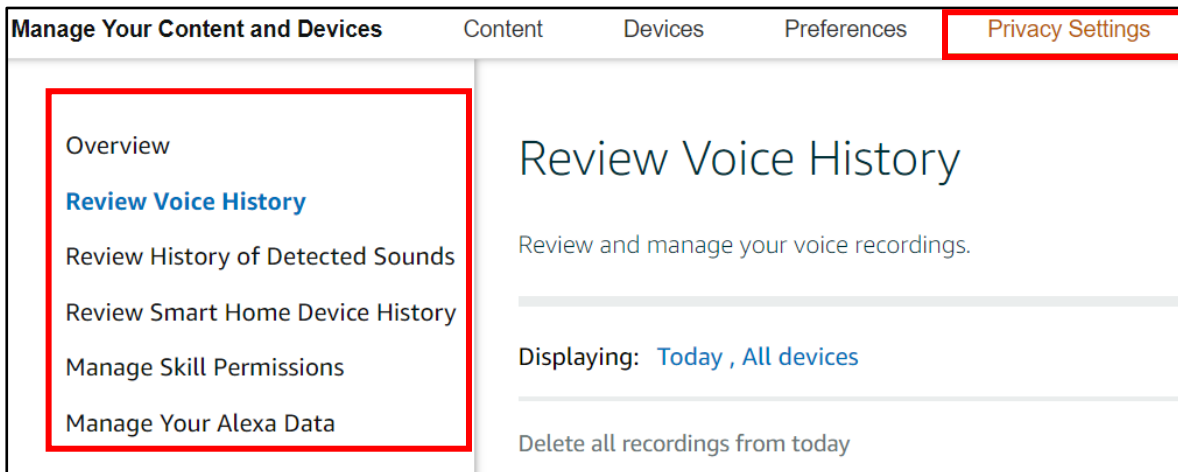 Manage Your Content and Devices Content Devices Preferences Privacy Settings
Overview
Review Voice History
Review History of Detected Sounds
Review Smart Home Device History
Manage Skill Permissions
Manage Your Alexa Data
Review Voice History
Review and manage your voice recordings.
Displaying: Today , All devices
Delete all recordings from today